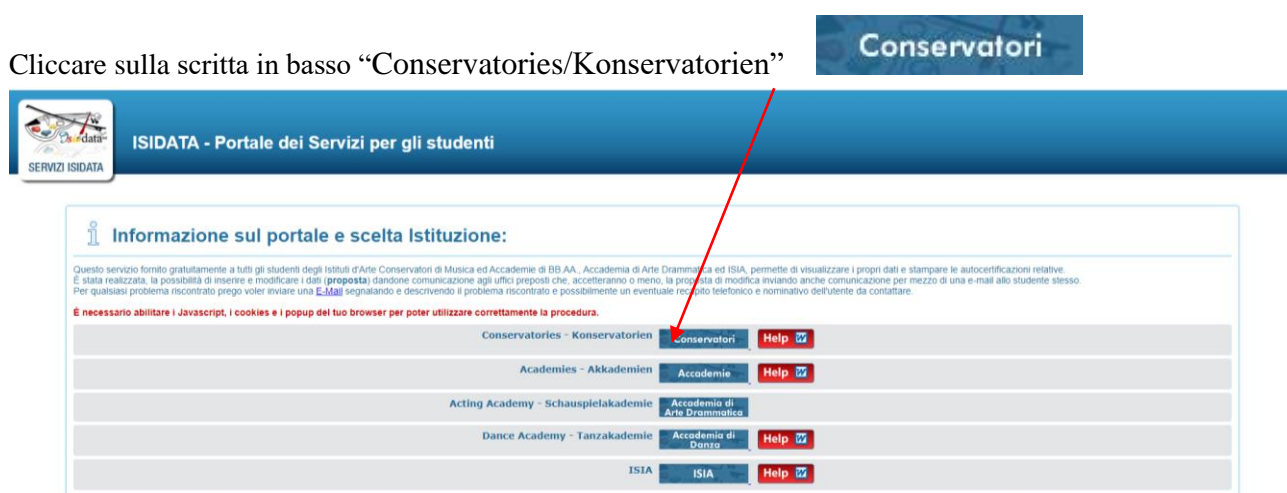 Conservatori
Cliccare sulla scritta in basso “Conservatories/Konservatorien”
Isidata
SERVIZI ISIDATA
ISIDATA - Portale dei Servizi per gli studenti
Informazione sul portale e scelta Istituzione:
Questo servizio fornito gratuitamente a tutti gli studenti degli Istituti d'Arte Conservatori di Musica ed Accademie di BB.AA., Accademia di Arte Drammatica ed ISIA, permette di visualizzare i propri dati e stampare le autocertificazioni relative.
È stata realizzata, la possibilità di inserire e modificare i dati (proposta) dandone comunicazione agli uffici preposti che, accetteranno o meno, la proposta di modifica inviando anche comunicazione per mezzo di una e-mail allo studente stesso.
Per qualsiasi problema riscontrato prego voler inviare una E-Mail segnalando e descrivendo il problema riscontrato e possibilmente un eventuale recapito telefonico e nominativo dell'utente da contattare.
È necessario abilitare i Javascript, i cookies e i popup del tuo browser per poter utilizzare correttamente la procedura.
Conservatories - Konservatorien Conservatori Help
Academies - Akkademien Accademie Help
Acting Academy - Schauspielakademie Accademia di Arte Drammatica
Dance Academy - Tanzakademie Accademia di Danza Help
ISIA ISIA Help